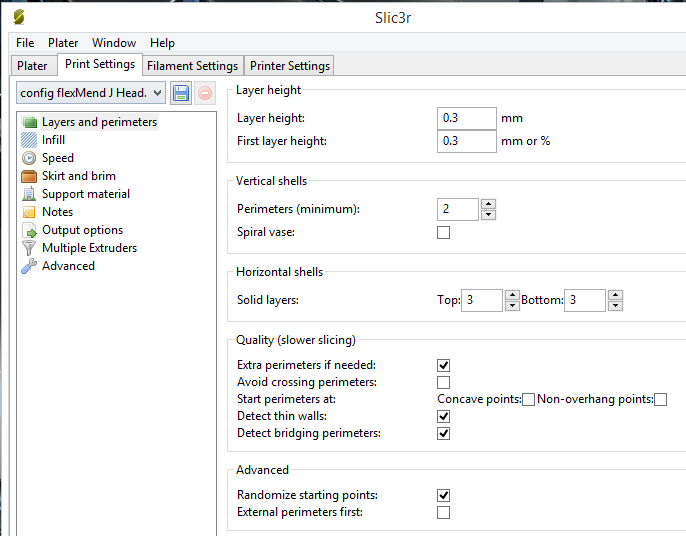 Slic3r
File Plater Window Help
Plater Print Settings Filament Settings Printer Settings
config flexMend J Head.
Layers and perimeters
Infill
Speed
Skirt and brim
Support material
Notes
Output options
Multiple Extruders
Advanced
Layer height
Layer height: 0.3 mm
First layer height: 0.3 mm or %
Vertical shells
Perimeters (minimum): 2
Spiral vase:
Horizontal shells
Solid layers: Top: 3 Bottom: 3
Quality (slower slicing)
Extra perimeters if needed:
Avoid crossing perimeters:
Start perimeters at: Concave points: Non-overhang points:
Detect thin walls:
Detect bridging perimeters:
Advanced
Randomize starting points:
External perimeters first: